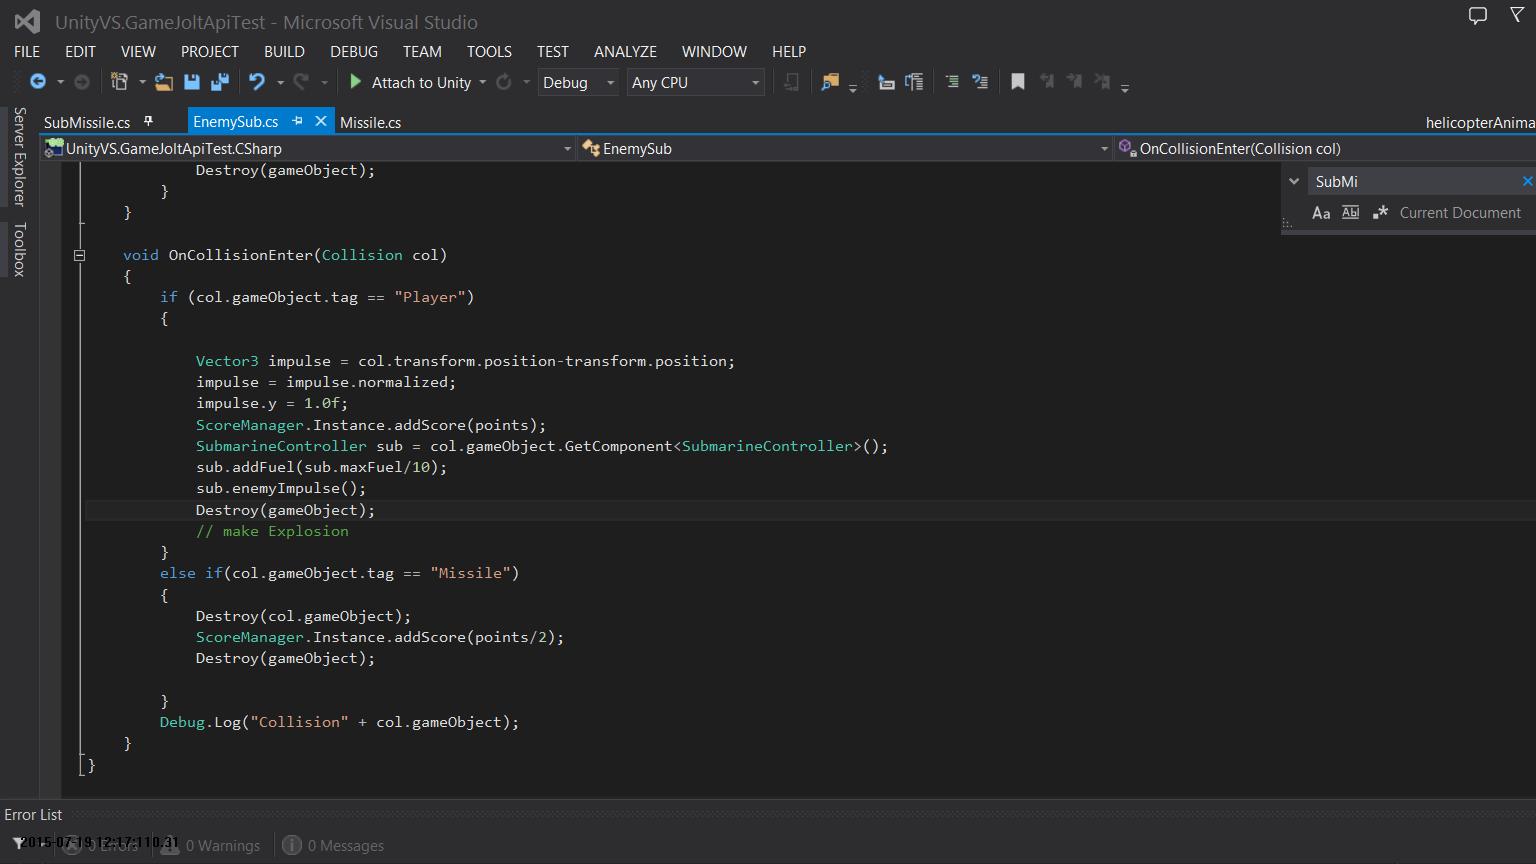 UnityVS.GameJoltApiTest - Microsoft Visual Studio
FILE EDIT VIEW PROJECT BUILD DEBUG TEAM TOOLS TEST ANALYZE WINDOW HELP
Attach to Unity Debug Any CPU
Server Explorer
Toolbox
SubMissile.cs EnemySub.cs Missile.cs helicopterAnima
UnityVS.GameJoltApiTest.CSharp EnemySub OnCollisionEnter(Collision col)
SubMi
Aa Abl Current Document
Destroy(gameObject);
}
}
void OnCollisionEnter(Collision col)
{
if (col.gameObject.tag == "Player")
{
Vector3 impulse = col.transform.position-transform.position;
impulse = impulse.normalized;
impulse.y = 1.0f;
ScoreManager.Instance.addScore(points);
SubmarineController sub = col.gameObject.GetComponent<SubmarineController>();
sub.addFuel(sub.maxFuel/10);
sub.enemyImpulse();
Destroy(gameObject);
// make Explosion
}
else if(col.gameObject.tag == "Missile")
{
Destroy(col.gameObject);
ScoreManager.Instance.addScore(points/2);
Destroy(gameObject);
}
Debug.Log("Collision" + col.gameObject);
}
}
Error List
2015-07-19 12:17:110.31
0 Errors 0 Warnings 0 Messages